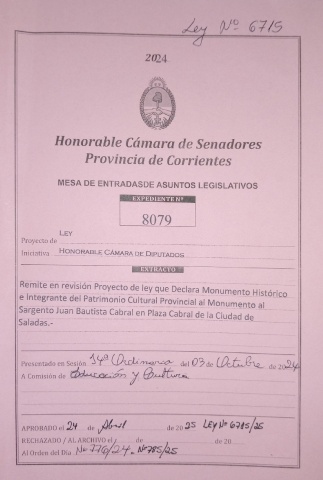 Ley Nº 6715
2024
Honorable Cámara de Senadores
Provincia de Corrientes
MESA DE ENTRADASDE ASUNTOS LEGISLATIVOS
EXPEDIENTE Nº
8079
Proyecto de LEY
Iniciativa HONORABLE CÁMARA DE DIPUTADOS
EXTRACTO
Remite en revisión Proyecto de ley que Declara Monumento Histórico
e Integrante del Patrimonio Cultural Provincial al Monumento al
Sargento Juan Bautista Cabral en Plaza Cabral de la Ciudad de
Saladas.-
Presentado en Sesión 14º Ordinaria del 03 de Octubre de 2024
A Comisión de Educación y Cultura
APROBADO el 24 de Abril de 2025 LEY Nº 6715/25
RECHAZADO / AL ARCHIVO el de de 20
Al Orden del Día Nº 776/24.